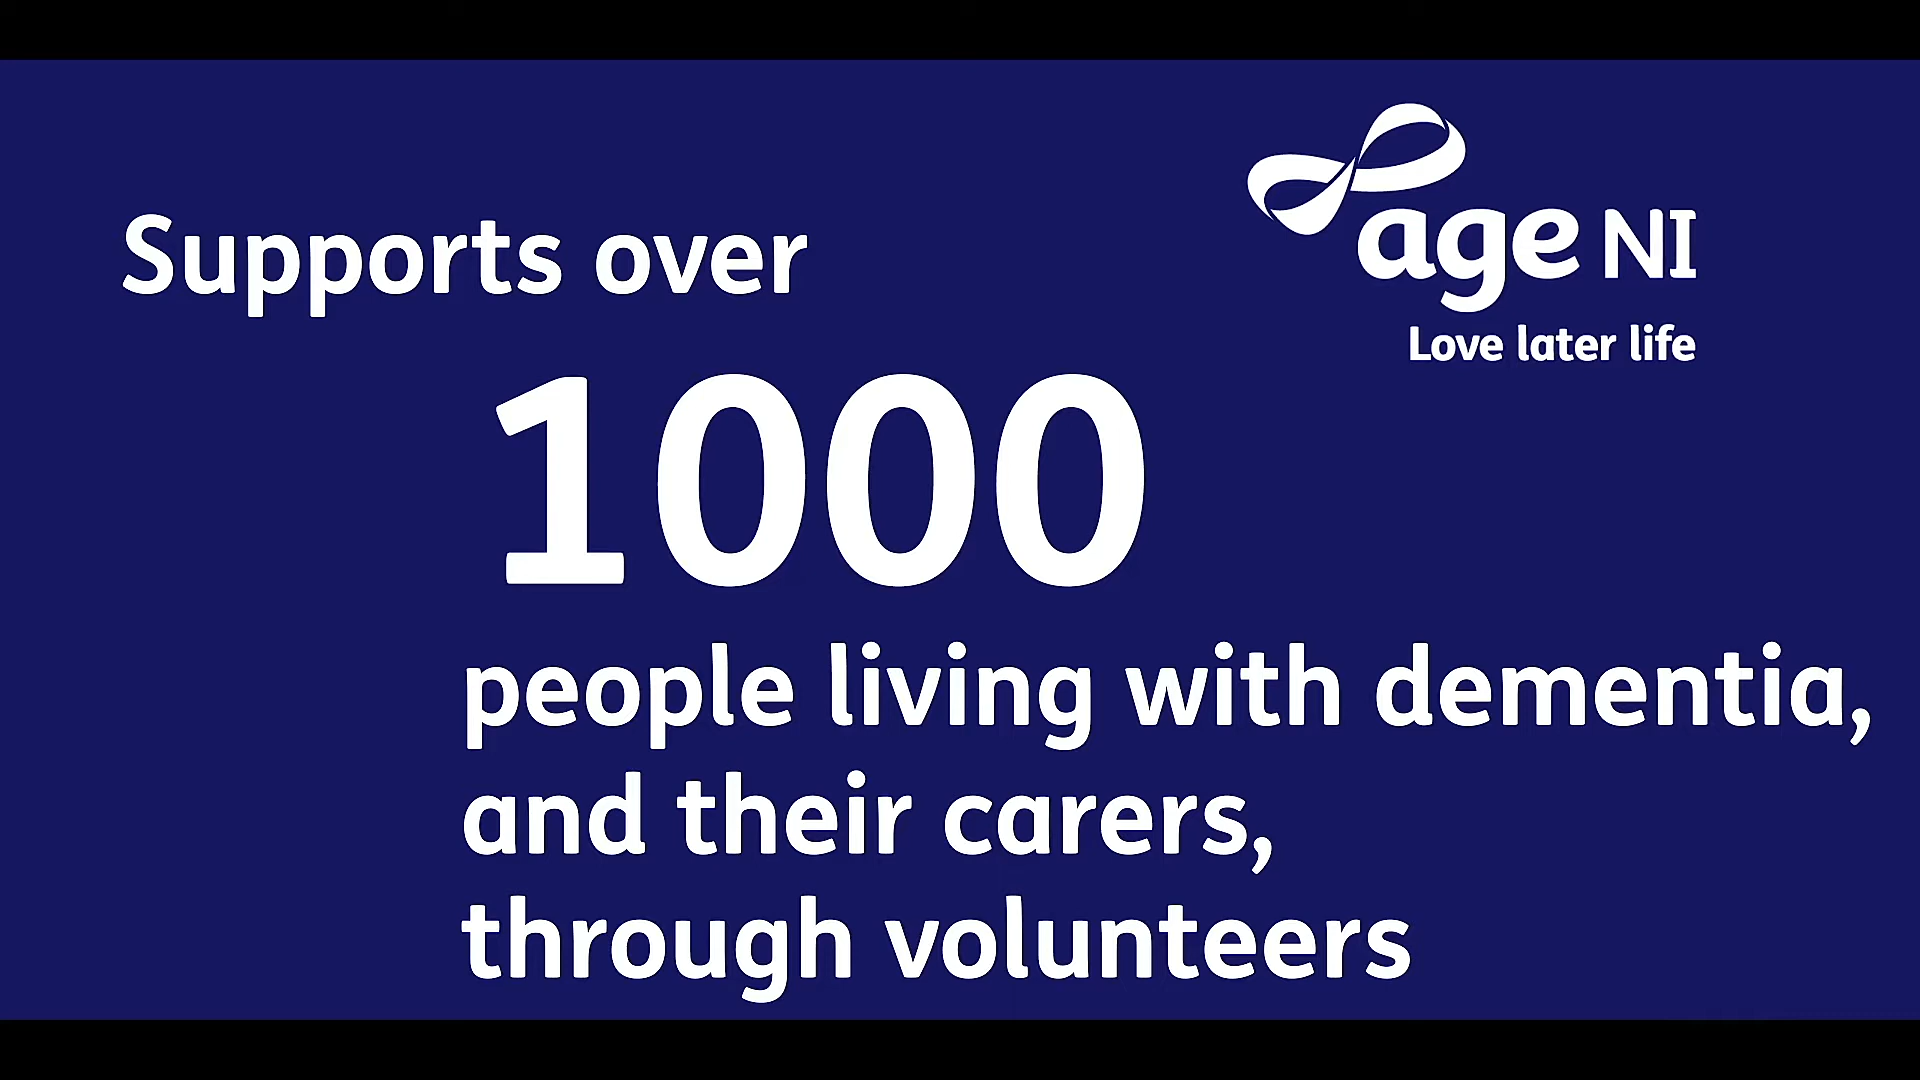 age NI
Love later life
Supports over
1000
people living with dementia,
and their carers,
through volunteers